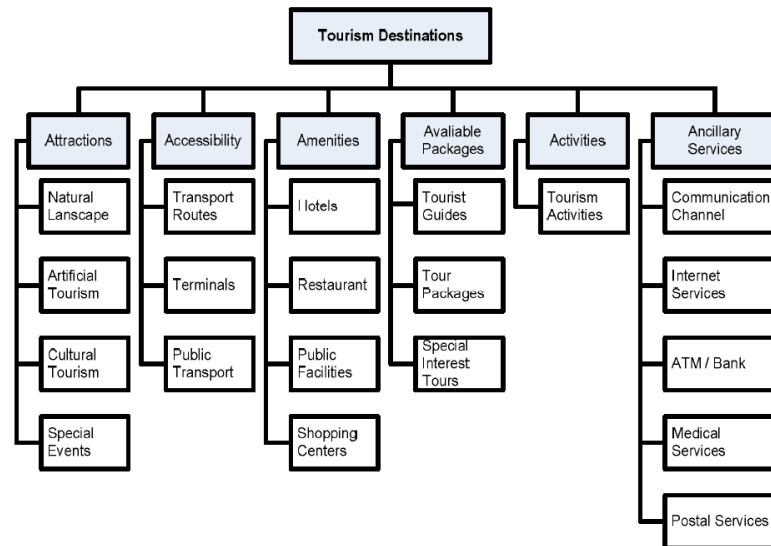 Tourism Destinations
Attractions
Accessibility
Amenities
Avaliable
Packages
Activities
Ancillary
Services
Natural
Lanscape
Artificial
Tourism
Cultural
Tourism
Special
Events
Transport
Routes
Terminals
Public
Transport
Hotels
Restaurant
Public
Facilities
Shopping
Centers
Tourist
Guides
Tour
Packages
Special
Interest
Tours
Tourism
Activities
Communication
Channel
Internet
Services
ATM / Bank
Medical
Services
Postal Services